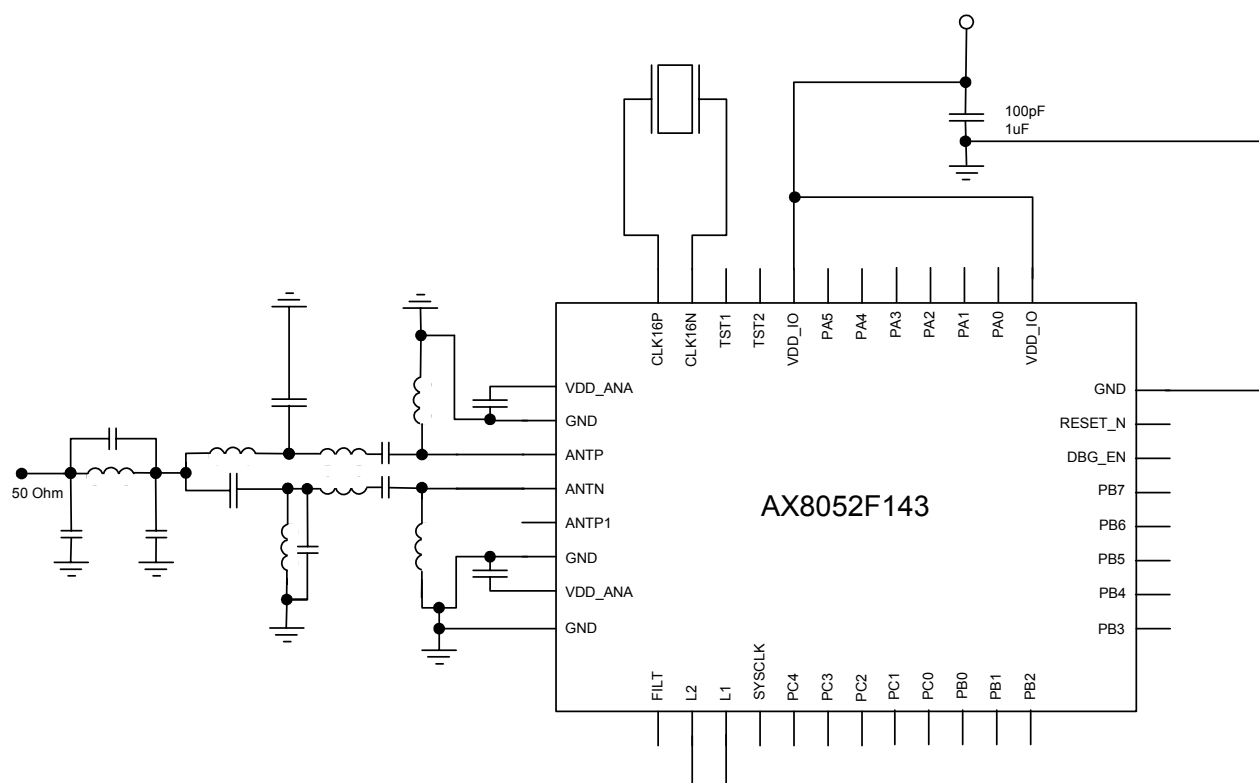 100pF
1uF
CLK16P
CLK16N
TST1
TST2
VDD_IO
PA5
PA4
PA3
PA2
PA1
PA0
VDD_IO
VDD_ANA
GND
ANTP
ANTN
ANTP1
GND
VDD_ANA
GND
50 Ohm
AX8052F143
GND
RESET_N
DBG_EN
PB7
PB6
PB5
PB4
PB3
FILT
L2
L1
SYSCLK
PC4
PC3
PC2
PC1
PC0
PB0
PB1
PB2